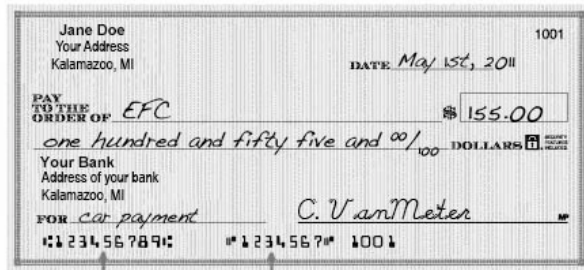 Jane Doe
1001
Your Address
Kalamazoo, MI
DATE May 1st, 2011
PAY
TO THE
ORDER OF EFC $ 155.00
one hundred and fifty five and 00/100 DOLLARS
Your Bank
Address of your bank
Kalamazoo, MI
FOR car payment C. VanMeter MP
⑆123456789⑆ ⑈1234567⑈ 1001